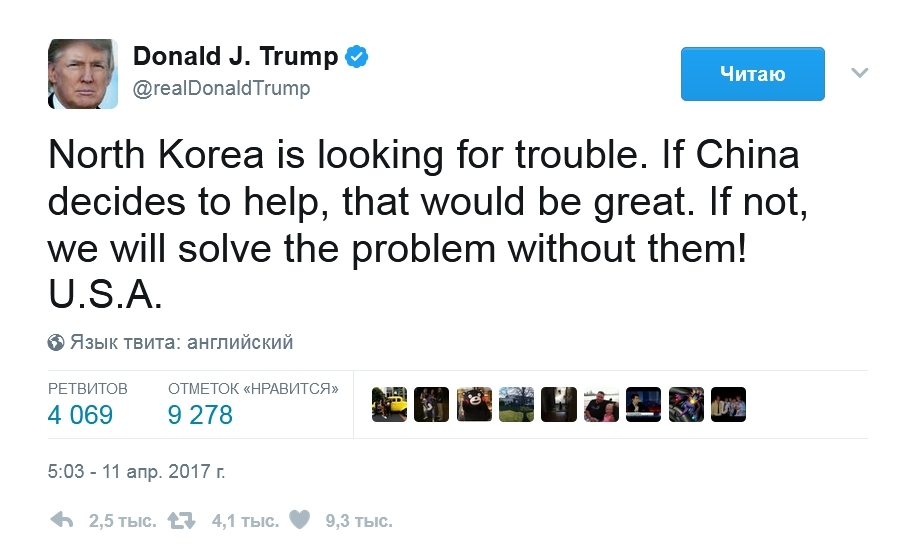 Donald J. Trump
@realDonaldTrump
Читаю
North Korea is looking for trouble. If China
decides to help, that would be great. If not,
we will solve the problem without them!
U.S.A.
Язык твита: английский
РЕТВИТОВ
4 069
ОТМЕТОК «НРАВИТСЯ»
9 278
5:03 - 11 апр. 2017 г.
2,5 тыс. 4,1 тыс. 9,3 тыс.